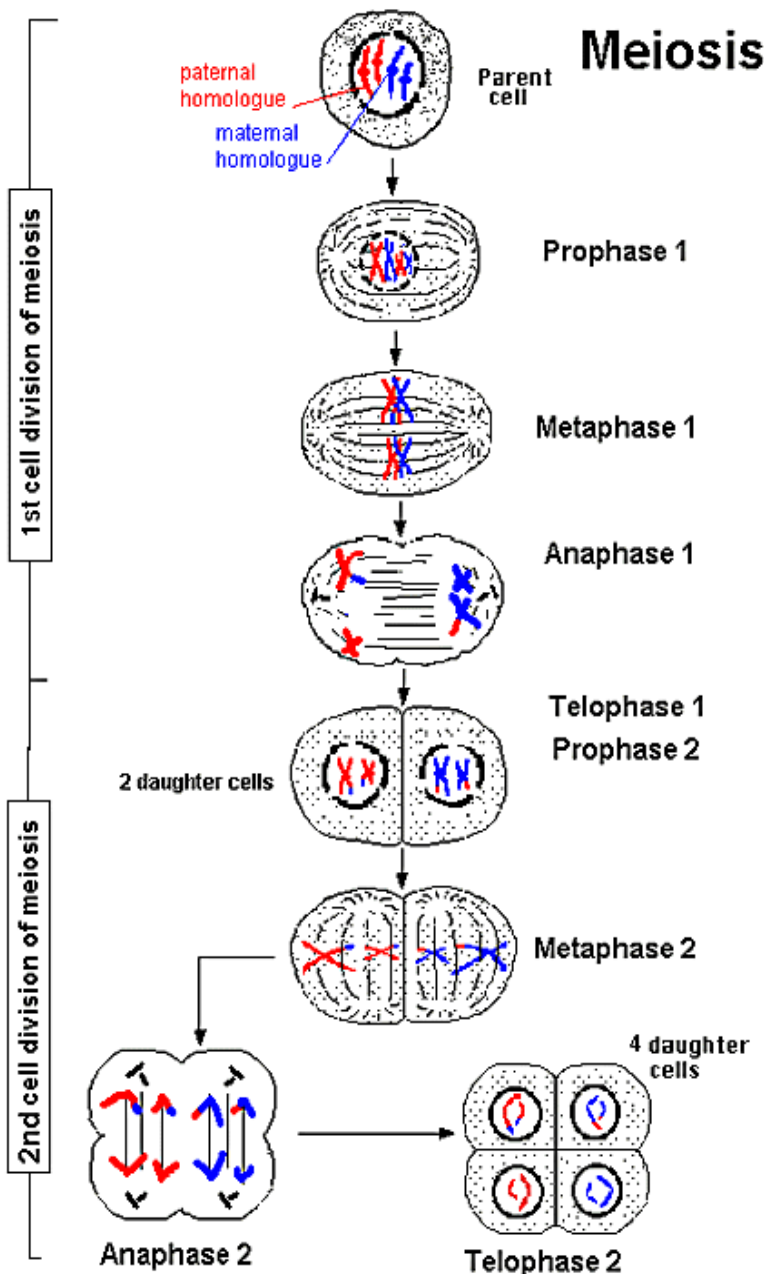 Meiosis
paternal
homologue
maternal
homologue
Parent
cell
1st cell division of meiosis
Prophase 1
Metaphase 1
Anaphase 1
Telophase 1
Prophase 2
2 daughter cells
2nd cell division of meiosis
Metaphase 2
4 daughter
cells
Anaphase 2
Telophase 2